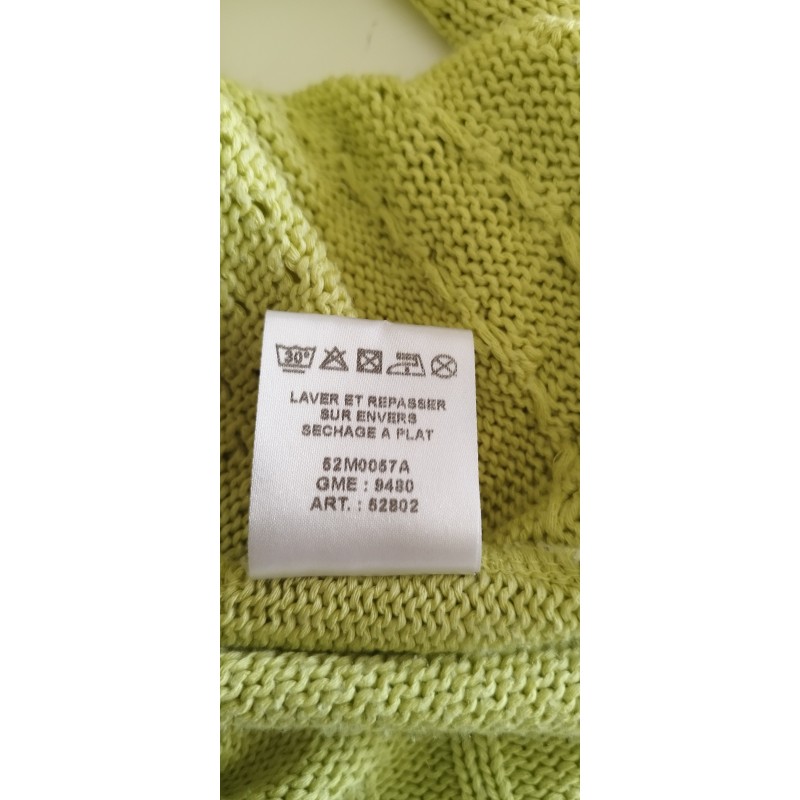 30°
LAVER ET REPASSER
SUR ENVERS
SECHAGE A PLAT
52M0057A
GME : 9480
ART. : 52802